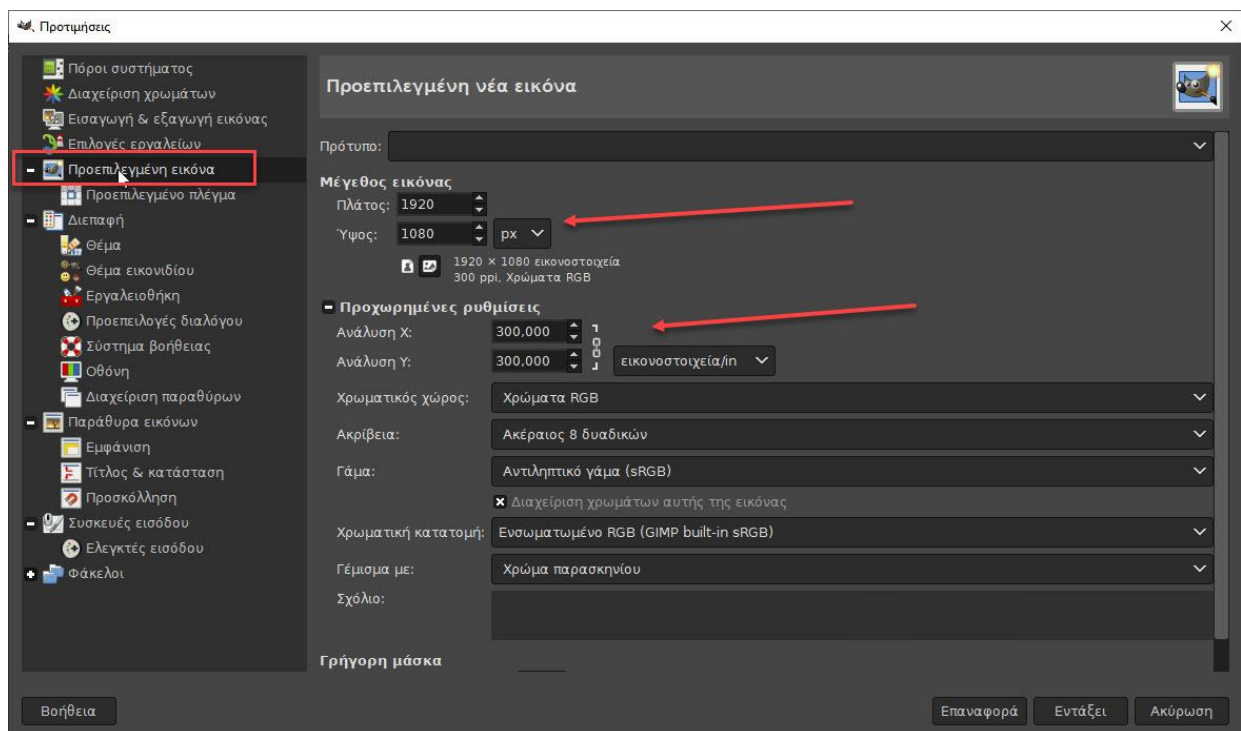 Προτιμήσεις
Πόροι συστήματος
Διαχείριση χρωμάτων
Εισαγωγή & εξαγωγή εικόνας
Επιλογές εργαλείων
Προεπιλεγμένη εικόνα
Προεπιλεγμένο πλέγμα
Διεπαφή
Θέμα
Θέμα εικονιδίου
Εργαλειοθήκη
Προεπειλογές διαλόγου
Σύστημα βοήθειας
Οθόνη
Διαχείριση παραθύρων
Παράθυρα εικόνων
Εμφάνιση
Τίτλος & κατάσταση
Προσκόλληση
Συσκευές εισόδου
Ελεγκτές εισόδου
Φάκελοι
Προεπιλεγμένη νέα εικόνα
Πρότυπο:
Μέγεθος εικόνας
Πλάτος: 1920
Ύψος: 1080 px
1920 × 1080 εικονοστοιχεία
300 ppi, Χρώματα RGB
Προχωρημένες ρυθμίσεις
Ανάλυση X: 300,000
Ανάλυση Y: 300,000 εικονοστοιχεία/in
Χρωματικός χώρος: Χρώματα RGB
Ακρίβεια: Ακέραιος 8 δυαδικών
Γάμα: Αντιληπτικό γάμα (sRGB)
Διαχείριση χρωμάτων αυτής της εικόνας
Χρωματική κατατομή: Ενσωματωμένο RGB (GIMP built-in sRGB)
Γέμισμα με: Χρώμα παρασκηνίου
Σχόλιο:
Γρήγορη μάσκα
Βοήθεια Επαναφορά Εντάξει Ακύρωση